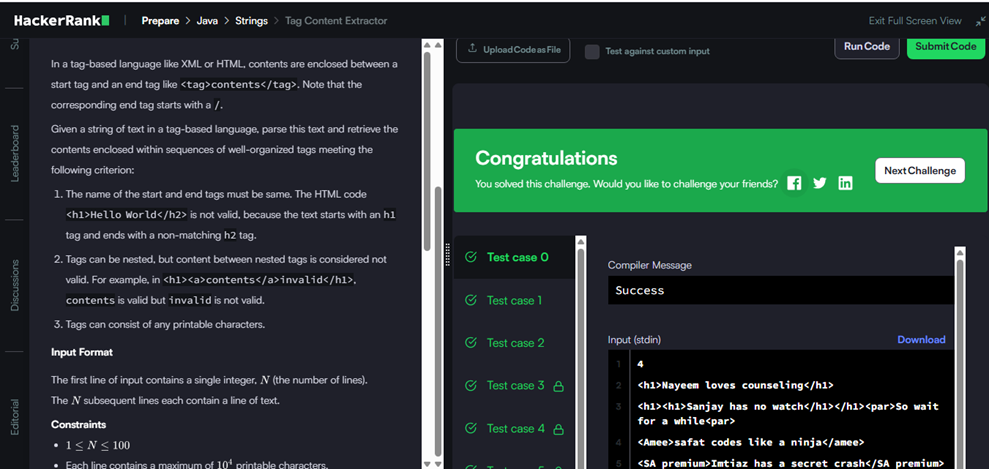 HackerRank | Prepare > Java > Strings > Tag Content Extractor Exit Full Screen View
Leaderboard
Discussions
Editorial
In a tag-based language like XML or HTML, contents are enclosed between a
start tag and an end tag like <tag>contents</tag>. Note that the
corresponding end tag starts with a /.
Given a string of text in a tag-based language, parse this text and retrieve the
contents enclosed within sequences of well-organized tags meeting the
following criterion:
1. The name of the start and end tags must be same. The HTML code
<h1>Hello World</h2> is not valid, because the text starts with an h1
tag and ends with a non-matching h2 tag.
2. Tags can be nested, but content between nested tags is considered not
valid. For example, in <h1><a>contents</a>invalid</h1>,
contents is valid but invalid is not valid.
3. Tags can consist of any printable characters.
Input Format
The first line of input contains a single integer, N (the number of lines).
The N subsequent lines each contain a line of text.
Constraints
• 1 ≤ N ≤ 100
• Each line contains a maximum of 10^4 printable characters.
Upload Code as File
Test against custom input
Run Code
Submit Code
Congratulations
You solved this challenge. Would you like to challenge your friends?
Next Challenge
Test case 0
Test case 1
Test case 2
Test case 3
Test case 4
Compiler Message
Success
Input (stdin) Download
1 4
2 <h1>Nayeem loves counseling</h1>
3 <h1><h1>Sanjay has no watch</h1></h1><par>So wait
for a while<par>
4 <Amee>safat codes like a ninja</amee>
5 <SA premium>Imtiaz has a secret crash</SA premium>